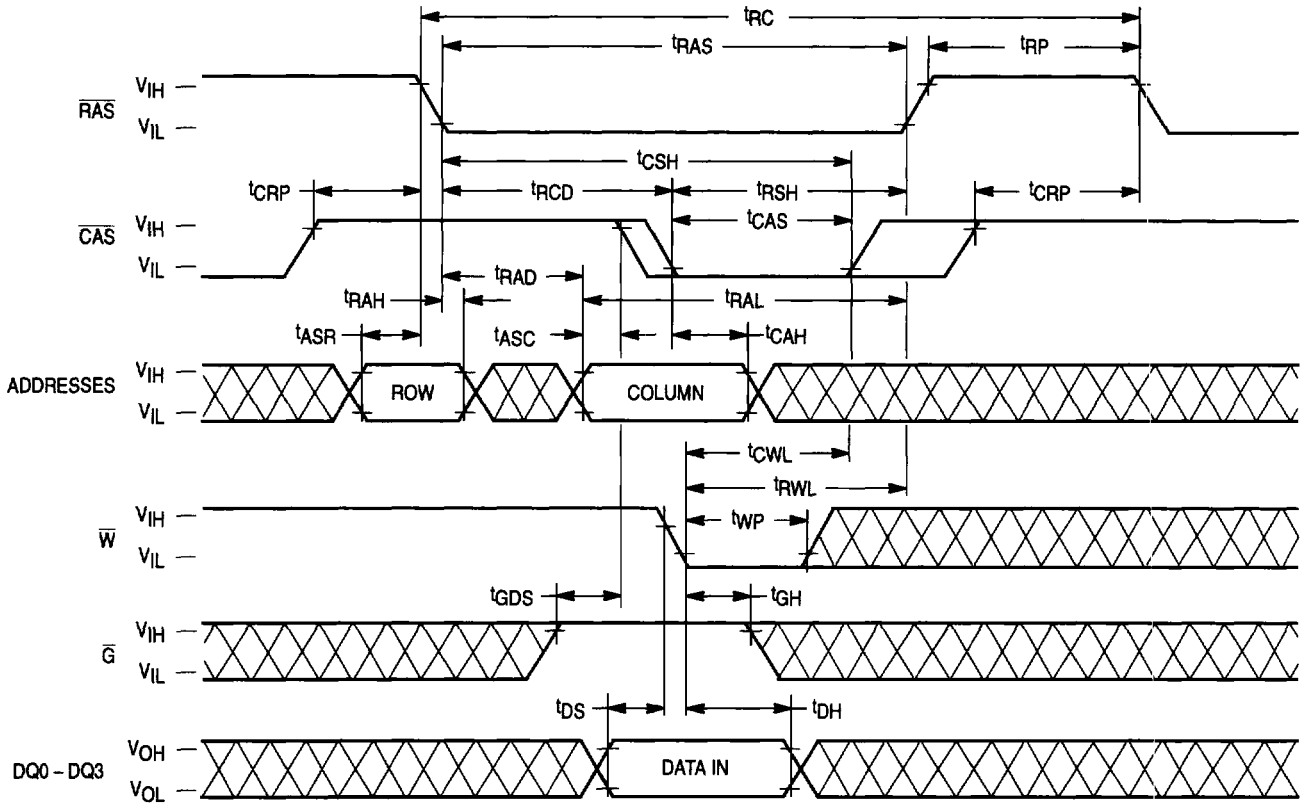 tRC
tRAS
tRP
RAS
VIH
VIL
tCSH
tCRP
tRCD
tRSH
tCRP
CAS
VIH
VIL
tCAS
tRAD
tRAH
tRAL
tASR
tASC
tCAH
ADDRESSES
VIH
VIL
ROW
COLUMN
tCWL
tRWL
W
VIH
VIL
tWP
tGDS
tGH
G
VIH
VIL
tDS
tDH
DQ0 – DQ3
VOH
VOL
DATA IN